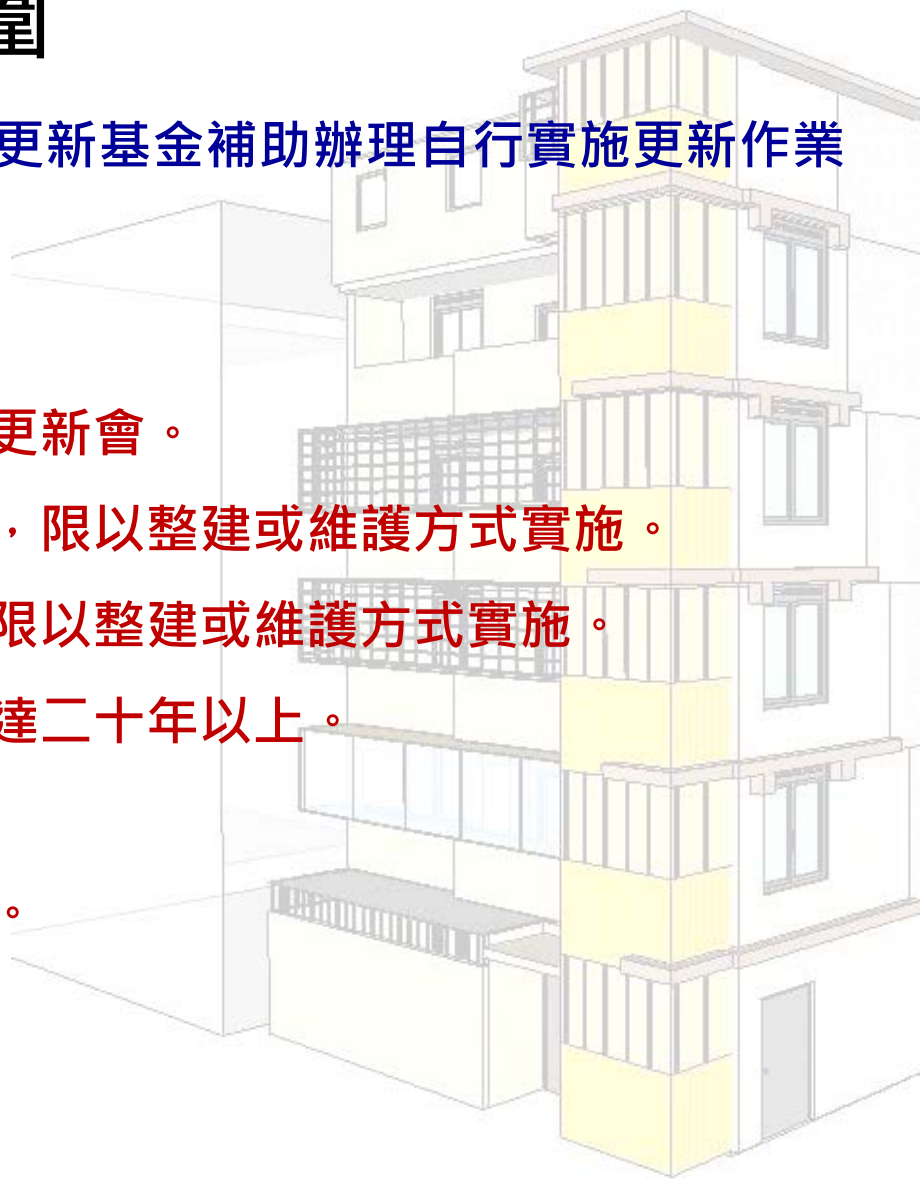 圍
更新基金補助辦理自行實施更新作業
更新會。
，限以整建或維護方式實施。
限以整建或維護方式實施。
達二十年以上。
。